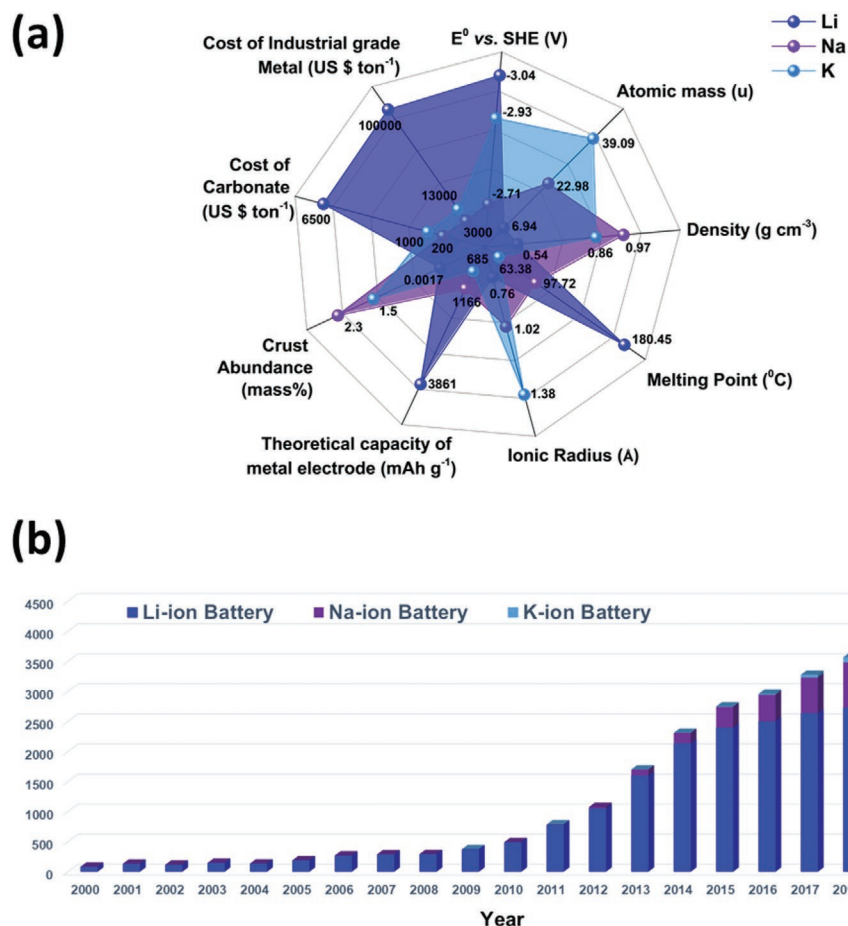 (a)
Li
Na
K
E⁰ vs. SHE (V)
Cost of Industrial grade
Metal (US $ ton⁻¹)
-3.04
Atomic mass (u)
-2.93
100000
39.09
Cost of
Carbonate
(US $ ton⁻¹)
13000
22.98
-2.71
6500
6.94
Density (g cm⁻³)
3000
1000
200
0.54
0.86
0.97
685
63.38
0.0017
97.72
0.76
1166
1.5
2.3
1.02
180.45
Crust
Abundance
(mass%)
Melting Point (⁰C)
3861
1.38
Theoretical capacity of
metal electrode (mAh g⁻¹)
Ionic Radius (Å)
(b)
4500
Li-ion Battery Na-ion Battery K-ion Battery
4000
3500
3000
2500
2000
1500
1000
500
0
2000 2001 2002 2003 2004 2005 2006 2007 2008 2009 2010 2011 2012 2013 2014 2015 2016 2017
Year